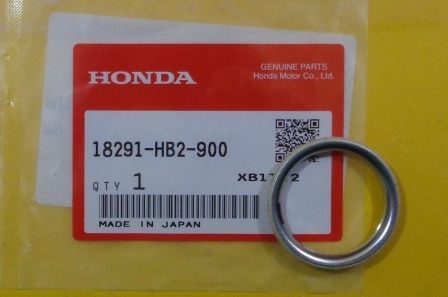 HONDA
GENUINE PARTS
Honda Motor Co., Ltd.
18291-HB2-900
QTY 1
MADE IN JAPAN